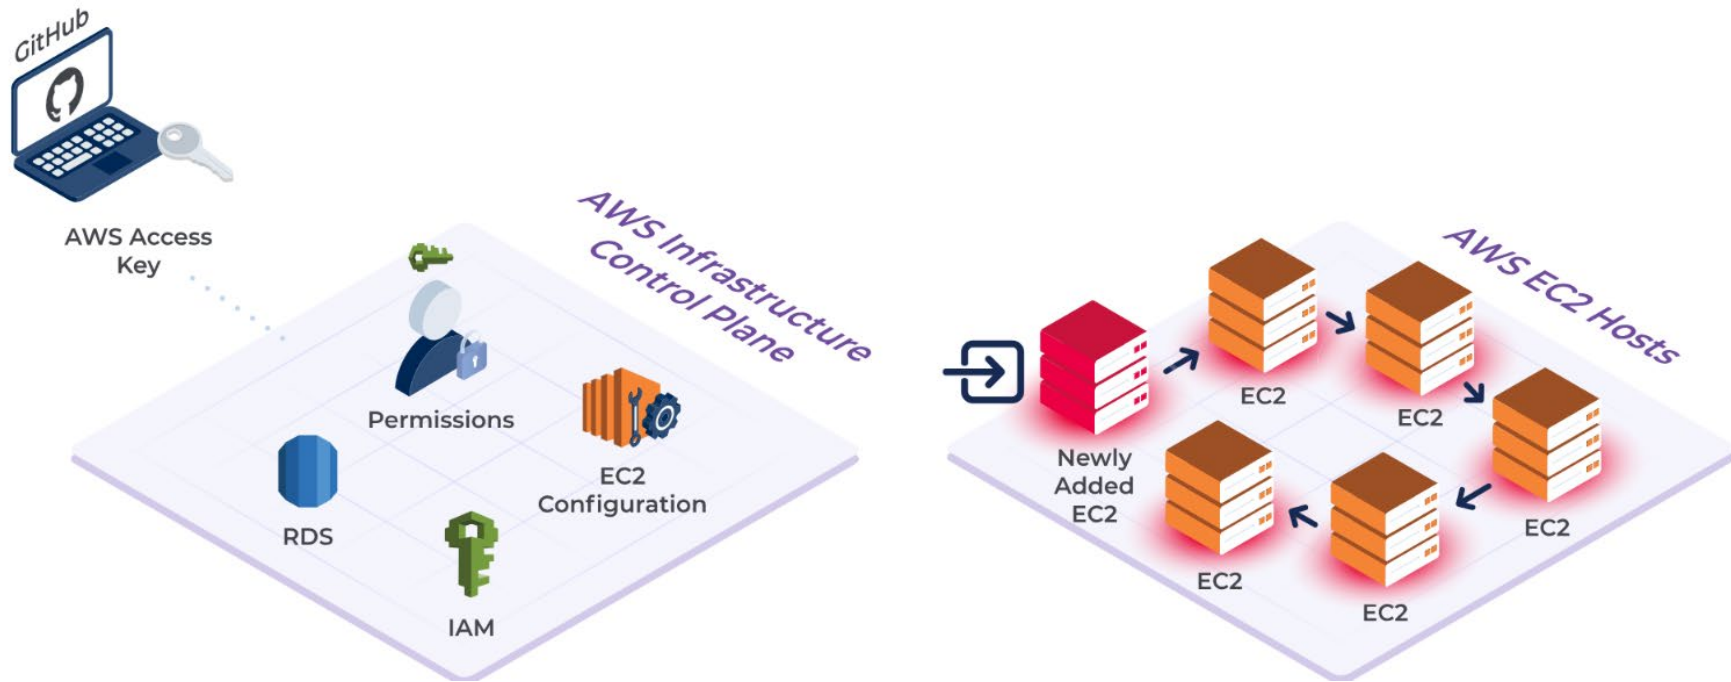 GitHub
AWS Access
Key
AWS Infrastructure
Control Plane
Permissions
EC2
Configuration
RDS
IAM
AWS EC2 Hosts
EC2
EC2
Newly
Added
EC2
EC2
EC2
EC2